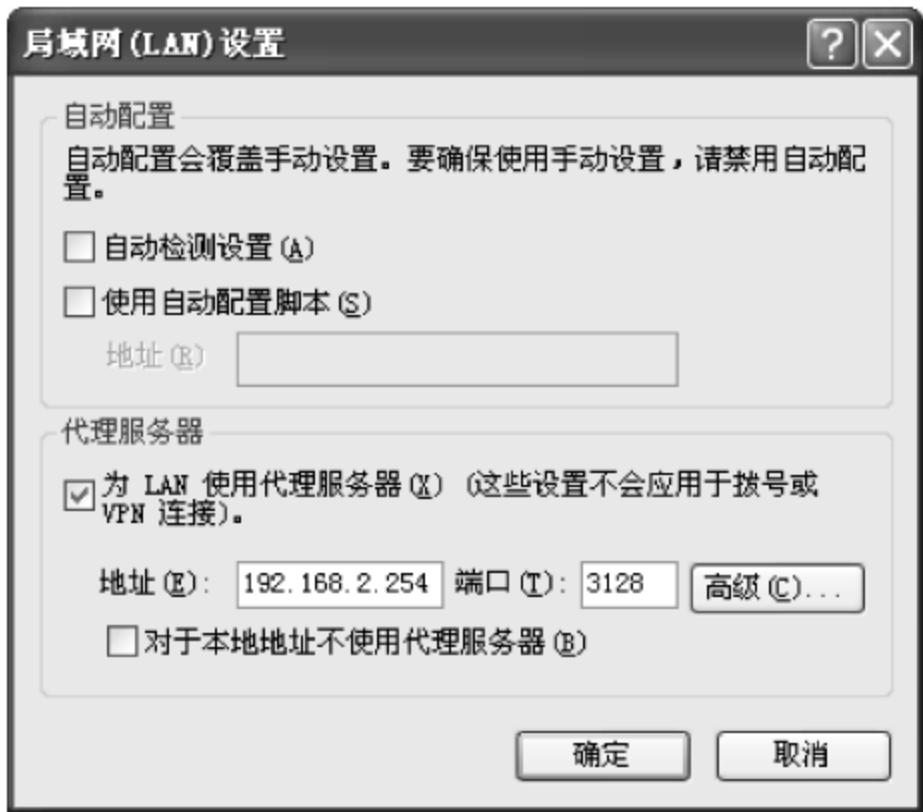 局域网(LAN)设置
自动配置
自动配置会覆盖手动设置。要确保使用手动设置，请禁用自动配
置。
自动检测设置(A)
使用自动配置脚本(S)
地址(R)
代理服务器
为 LAN 使用代理服务器(X) (这些设置不会应用于拨号或
VPN 连接)。
地址(E): 192.168.2.254 端口(T): 3128 高级(C)...
对于本地地址不使用代理服务器(B)
确定 取消